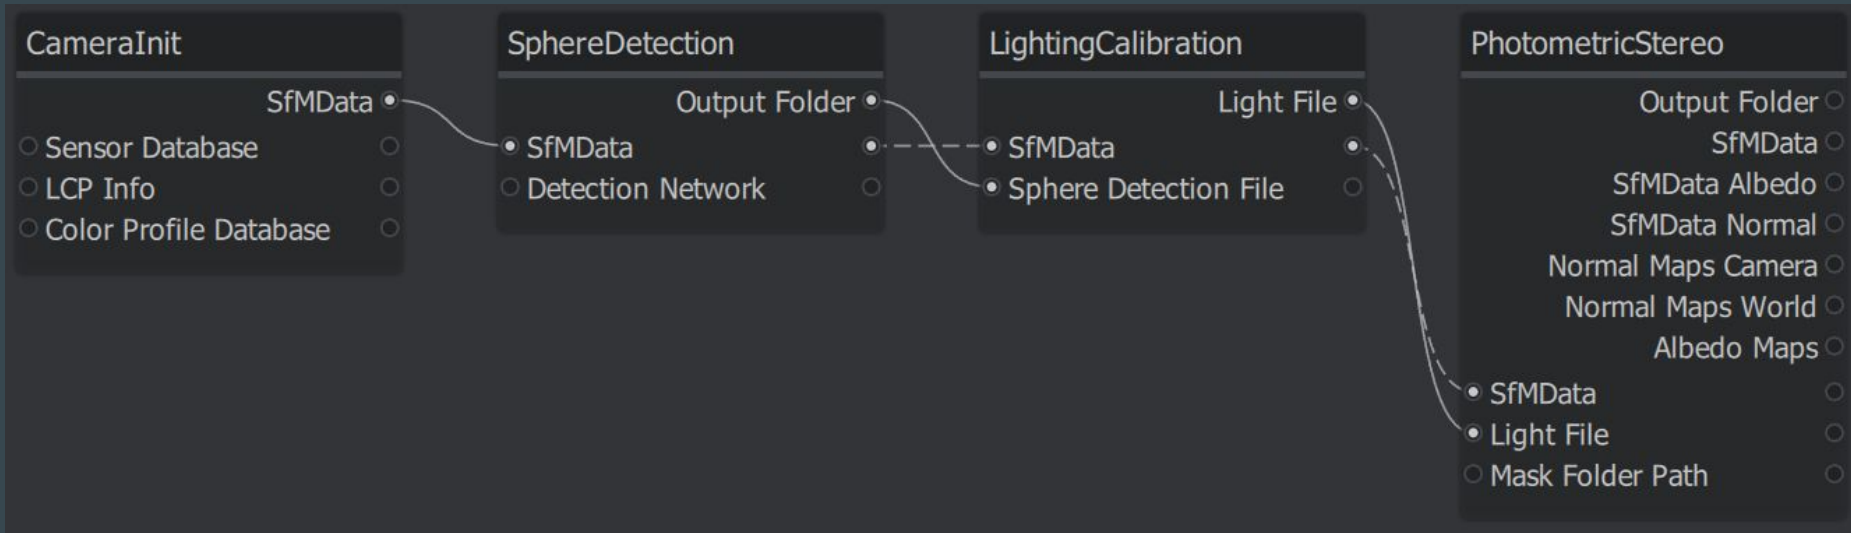 CameraInit
SfMData
Sensor Database
LCP Info
Color Profile Database
SphereDetection
Output Folder
SfMData
Detection Network
LightingCalibration
Light File
SfMData
Sphere Detection File
PhotometricStereo
Output Folder
SfMData
SfMData Albedo
SfMData Normal
Normal Maps Camera
Normal Maps World
Albedo Maps
SfMData
Light File
Mask Folder Path